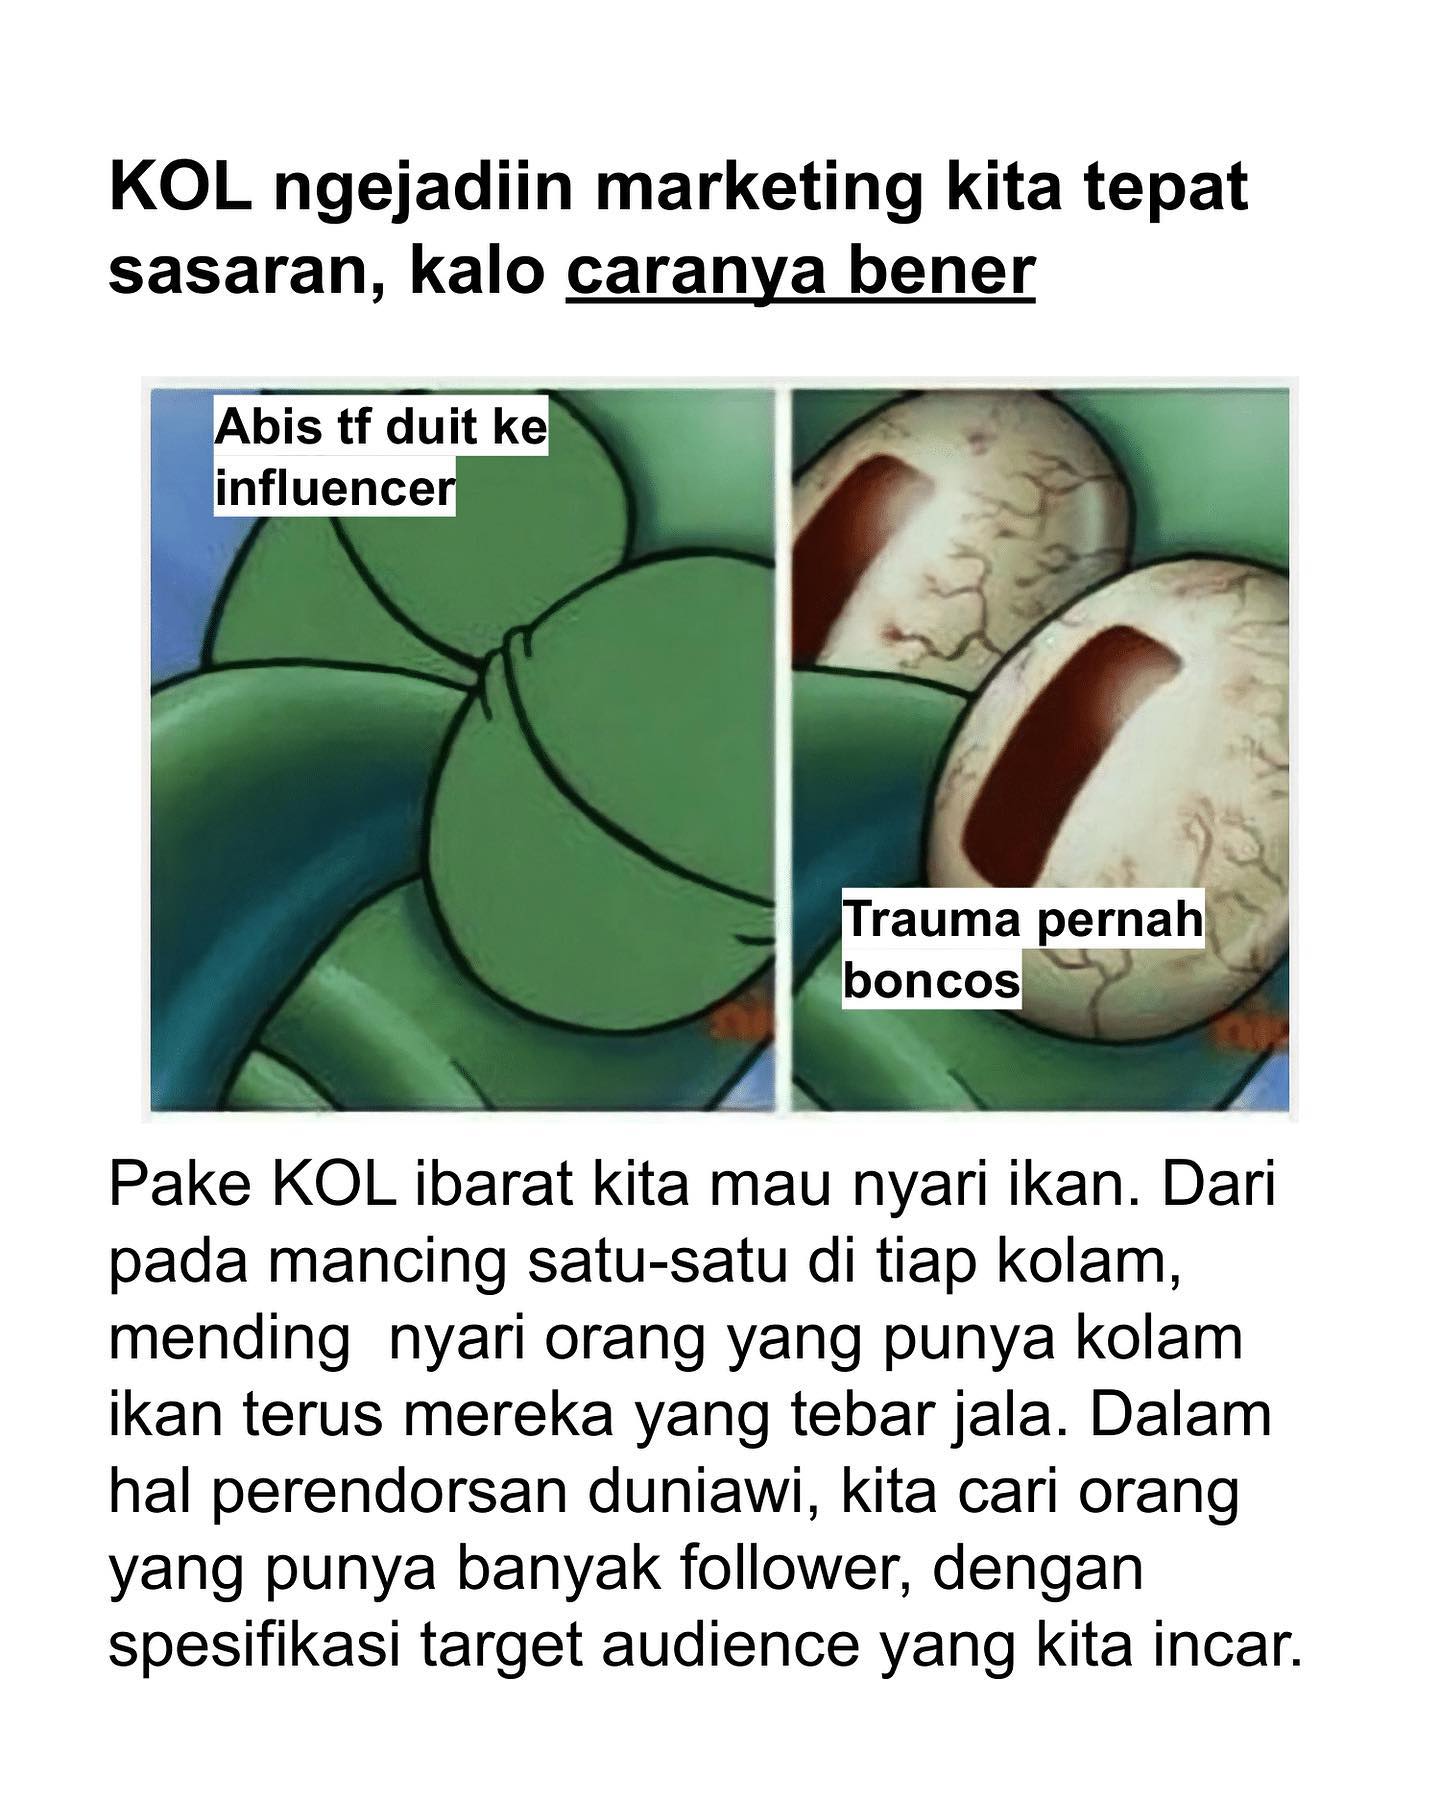 KOL ngejadiin marketing kita tepat
sasaran, kalo caranya bener
Abis tf duit ke
influencer
Trauma pernah
boncos
Pake KOL ibarat kita mau nyari ikan. Dari
pada mancing satu-satu di tiap kolam,
mending  nyari orang yang punya kolam
ikan terus mereka yang tebar jala. Dalam
hal perendorsan duniawi, kita cari orang
yang punya banyak follower, dengan
spesifikasi target audience yang kita incar.